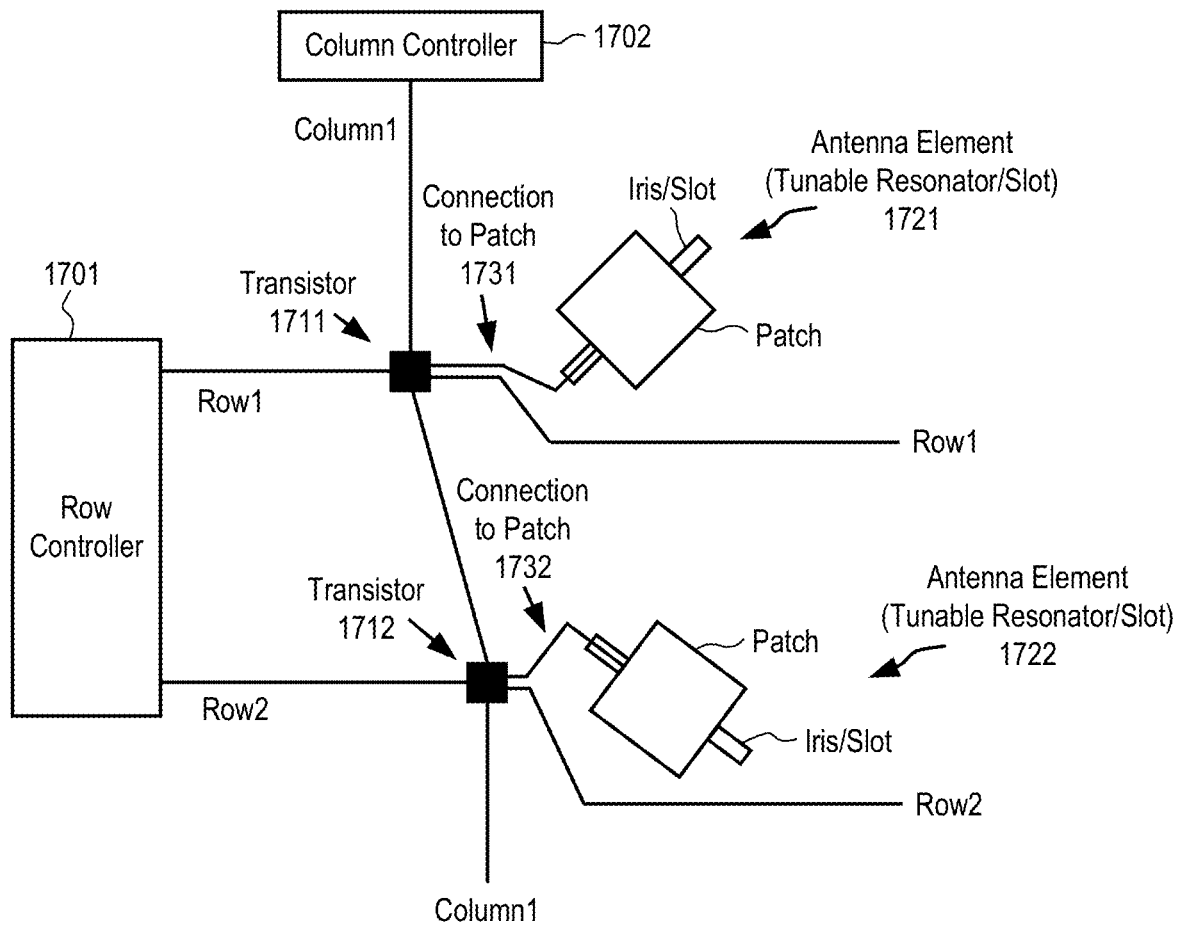 Column Controller
1702
Column1
Antenna Element
(Tunable Resonator/Slot)
1721
Iris/Slot
Connection
to Patch
1731
1701
Transistor
1711
Patch
Row1
Row1
Row
Controller
Connection
to Patch
1732
Transistor
1712
Antenna Element
(Tunable Resonator/Slot)
1722
Patch
Row2
Iris/Slot
Row2
Column1